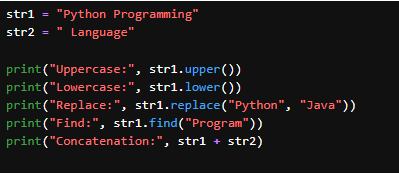 str1 = "Python Programming"
str2 = " Language"
print("Uppercase:", str1.upper())
print("Lowercase:", str1.lower())
print("Replace:", str1.replace("Python", "Java"))
print("Find:", str1.find("Program"))
print("Concatenation:", str1 + str2)